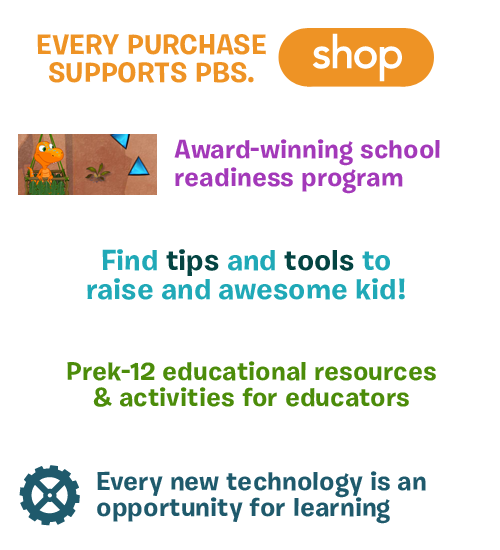 EVERY PURCHASE
SUPPORTS PBS.
shop
Award-winning school
readiness program
Find tips and tools to
raise and awesome kid!
Prek-12 educational resources
& activities for educators
Every new technology is an
opportunity for learning